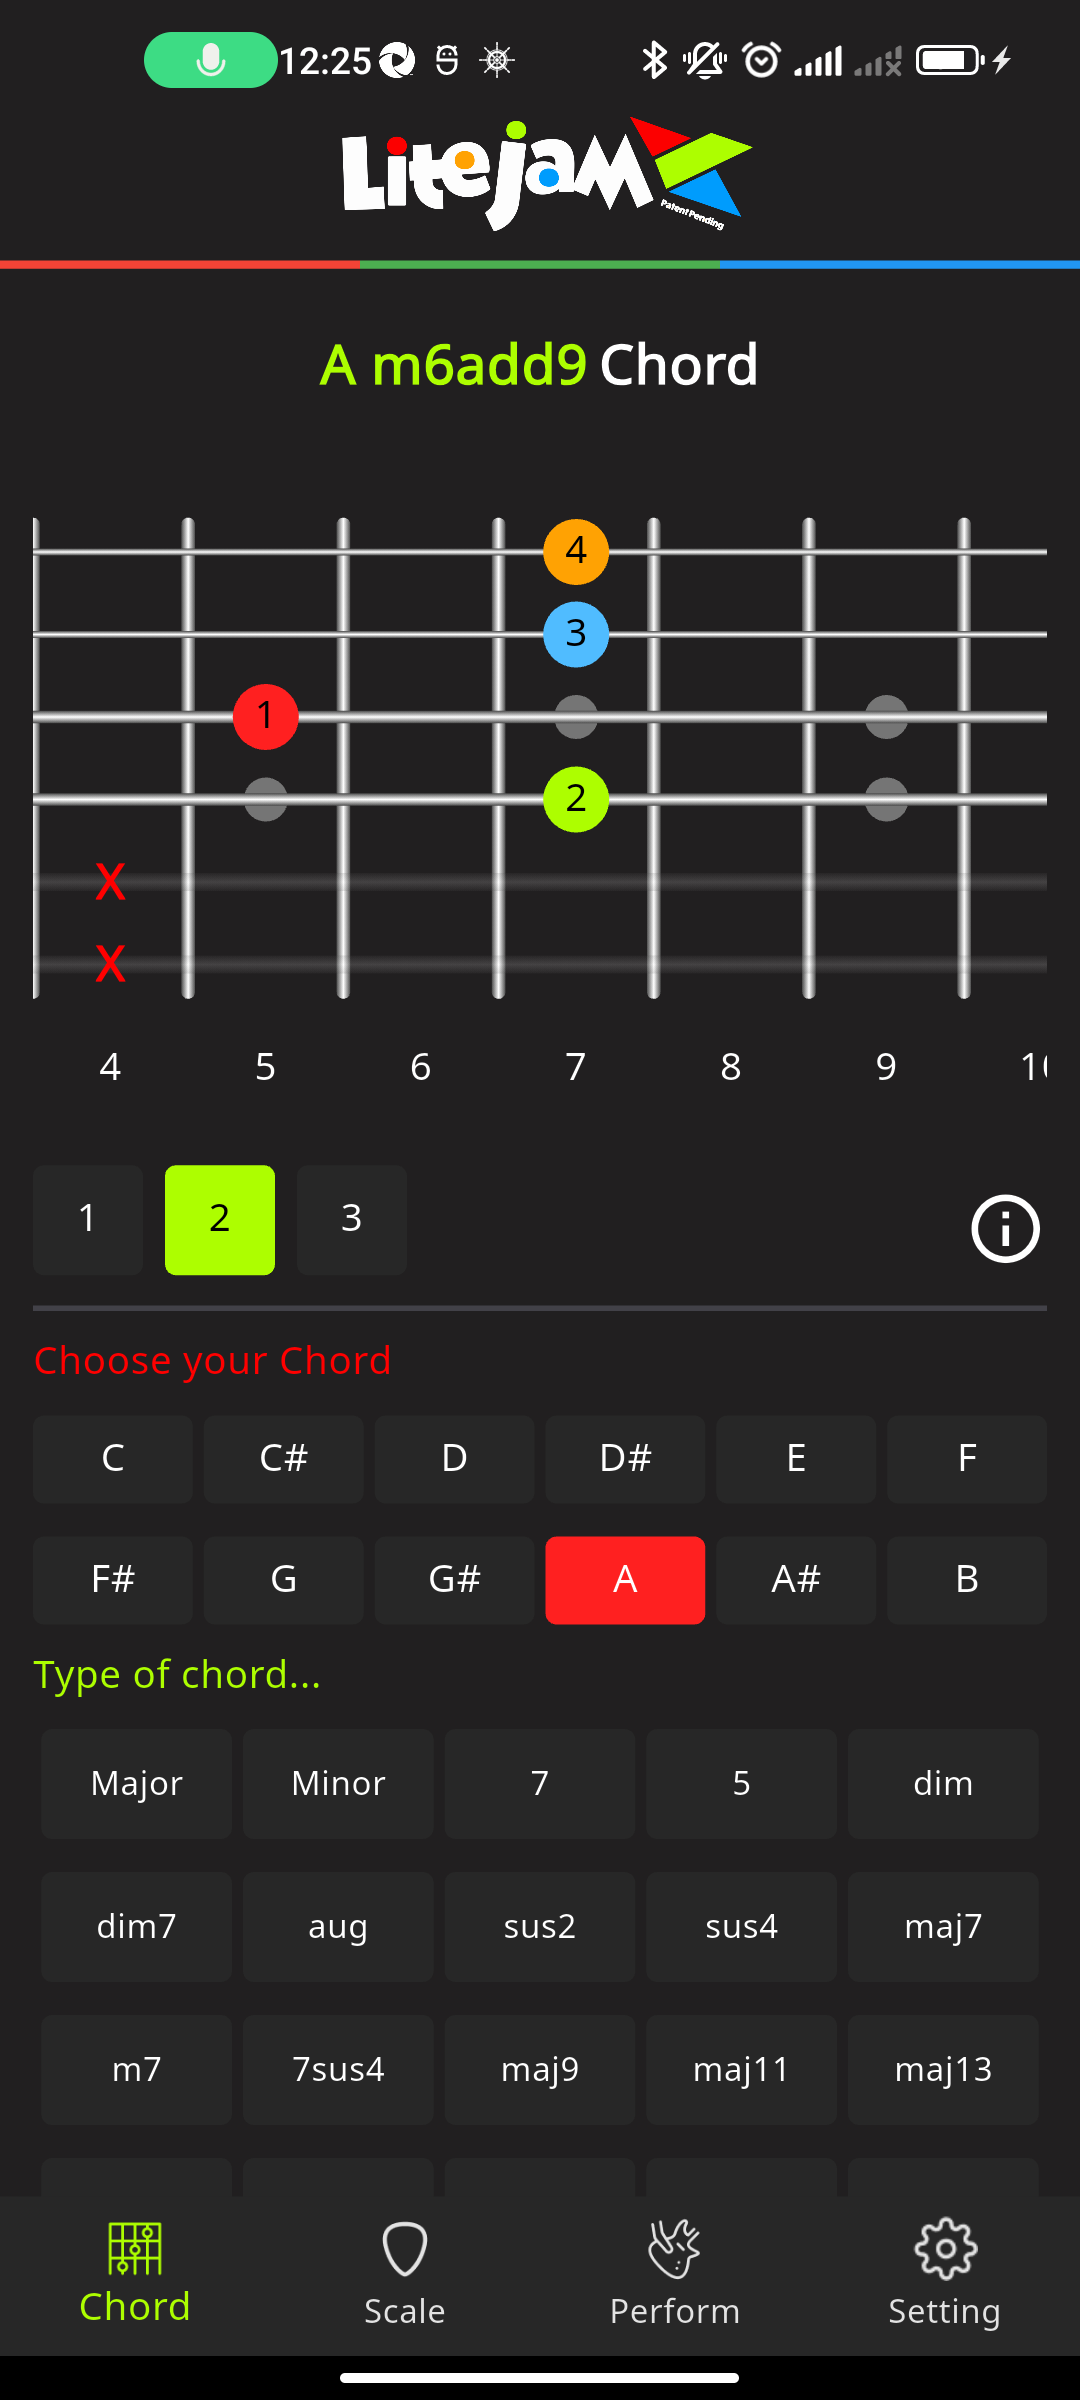 12:25
LiteJam
Patent Pending
A m6add9 Chord
4
3
1
2
X
X
4 5 6 7 8 9 10
1 2 3
Choose your Chord
C C# D D# E F
F# G G# A A# B
Type of chord...
Major Minor 7 5 dim
dim7 aug sus2 sus4 maj7
m7 7sus4 maj9 maj11 maj13
Chord Scale Perform Setting